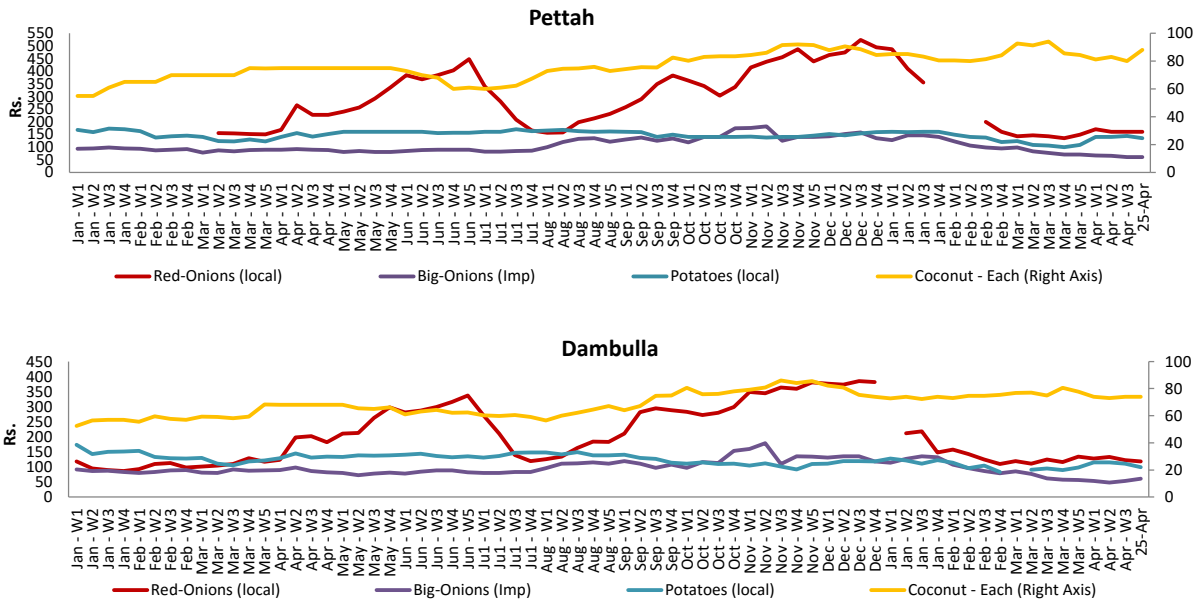 Pettah
550
500
450
400
350
300
250
200
150
100
50
0
Rs.
100
80
60
40
20
0
Jan - W1
Jan - W2
Jan - W3
Jan - W4
Feb - W1
Feb - W2
Feb - W3
Feb - W4
Mar - W1
Mar - W2
Mar - W3
Mar - W4
Mar - W5
Apr - W1
Apr - W2
Apr - W3
Apr - W4
May - W1
May - W2
May - W3
May - W4
Jun - W1
Jun - W2
Jun - W3
Jun - W4
Jun - W5
Ju1 - W1
Ju1 - W2
Ju1 - W3
Ju1 - W4
Aug - W1
Aug - W2
Aug - W3
Aug - W4
Aug - W5
Sep - W1
Sep - W2
Sep - W3
Sep - W4
Oct - W1
Oct - W2
Oct - W3
Oct - W4
Nov - W1
Nov - W2
Nov - W3
Nov - W4
Nov - W5
Dec - W1
Dec - W2
Dec - W3
Dec - W4
Jan - W1
Jan - W2
Jan - W3
Jan - W4
Feb - W1
Feb - W2
Feb - W3
Feb - W4
Mar - W1
Mar - W2
Mar - W3
Mar - W4
Mar - W5
Apr - W1
Apr - W2
Apr - W3
25-Apr
Red-Onions (local)
Big-Onions (Imp)
Potatoes (local)
Coconut - Each (Right Axis)
Dambulla
450
400
350
300
250
200
150
100
50
0
Rs.
100
80
60
40
20
0
Jan - W1
Jan - W2
Jan - W3
Jan - W4
Feb - W1
Feb - W2
Feb - W3
Feb - W4
Mar - W1
Mar - W2
Mar - W3
Mar - W4
Mar - W5
Apr - W1
Apr - W2
Apr - W3
Apr - W4
May - W1
May - W2
May - W3
May - W4
Jun - W1
Jun - W2
Jun - W3
Jun - W4
Jun - W5
Ju1 - W1
Ju1 - W2
Ju1 - W3
Ju1 - W4
Aug - W1
Aug - W2
Aug - W3
Aug - W4
Aug - W5
Sep - W1
Sep - W2
Sep - W3
Sep - W4
Oct - W1
Oct - W2
Oct - W3
Oct - W4
Nov - W1
Nov - W2
Nov - W3
Nov - W4
Nov - W5
Dec - W1
Dec - W2
Dec - W3
Dec - W4
Jan - W1
Jan - W2
Jan - W3
Jan - W4
Feb - W1
Feb - W2
Feb - W3
Feb - W4
Mar - W1
Mar - W2
Mar - W3
Mar - W4
Mar - W5
Apr - W1
Apr - W2
Apr - W3
25-Apr
Red-Onions (local)
Big-Onions (Imp)
Potatoes (local)
Coconut - Each (Right Axis)